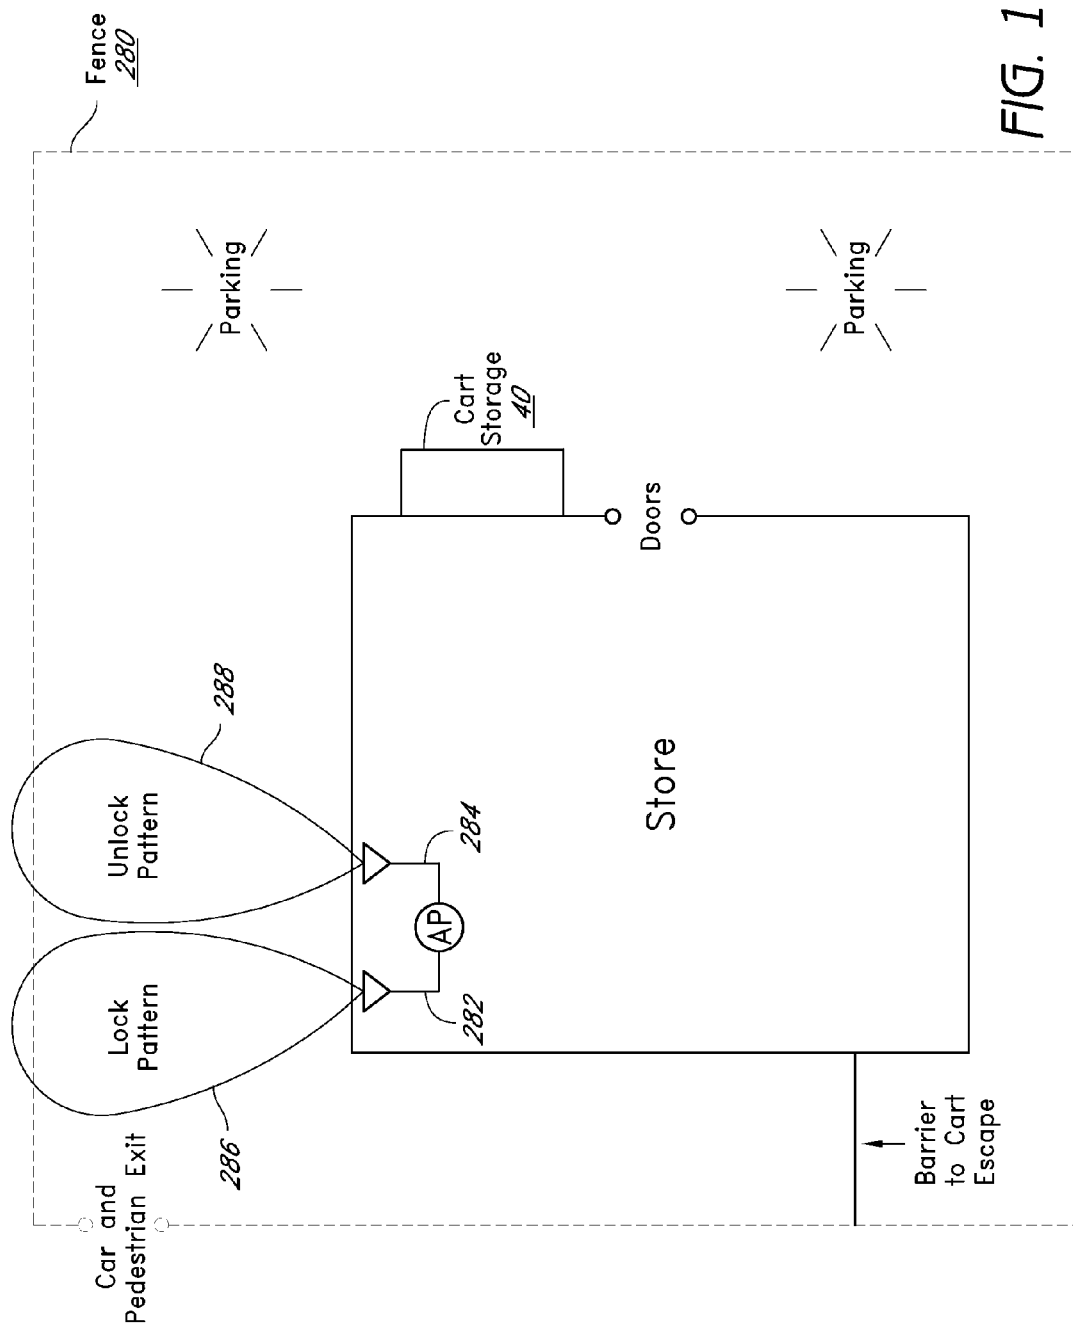 Fence
280
Parking
Parking
Cart
Storage
40
Doors
288
Unlock
Pattern
284
Store
AP
Lock
Pattern
282
286
Car and
Pedestrian Exit
Barrier
to Cart
Escape
FIG. 1